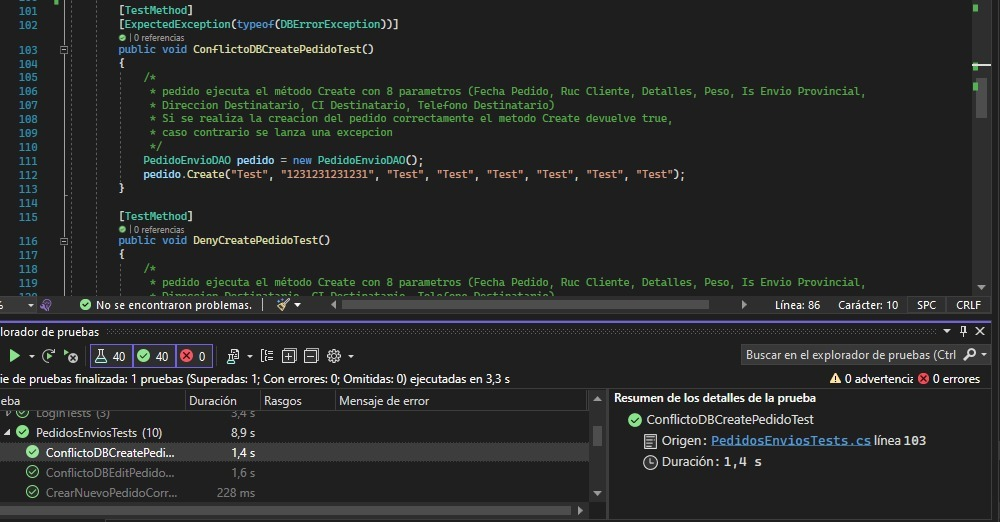 101 [TestMethod]
102 [ExpectedException(typeof(DBErrorException))]
| 0 referencias
103 public void ConflictoDBCreatePedidoTest()
104 {
105 /*
106 * pedido ejecuta el método Create con 8 parametros (Fecha Pedido, Ruc Cliente, Detalles, Peso, Is Envio Provincial,
107 * Direccion Destinatario, CI Destinatario, Telefono Destinatario)
108 * Si se realiza la creacion del pedido correctamente el metodo Create devuelve true,
109 * caso contrario se lanza una excepcion
110 */
111 PedidoEnvioDAO pedido = new PedidoEnvioDAO();
112 pedido.Create("Test", "1231231231231", "Test", "Test", "Test", "Test", "Test", "Test");
113 }
114
115 [TestMethod]
| 0 referencias
116 public void DenyCreatePedidoTest()
117 {
118 /*
119 * pedido ejecuta el método Create con 8 parametros (Fecha Pedido, Ruc Cliente, Detalles, Peso, Is Envio Provincial,
* Direccion Destinatario, CI Destinatario, Telefono Destinatario)
% No se encontraron problemas. Línea: 86 Carácter: 10 SPC CRLF
lorador de pruebas
40 40 0 Buscar en el explorador de pruebas (Ctrl
ie de pruebas finalizada: 1 pruebas (Superadas: 1; Con errores: 0; Omitidas: 0) ejecutadas en 3,3 s 0 advertencia 0 errores
eba Duración Rasgos Mensaje de error
LoginTests (3) 3,4 s
PedidosEnviosTests (10) 8,9 s
ConflictoDBCreatePedi... 1,4 s
ConflictoDBEditPedido... 1,6 s
CrearNuevoPedidoCorr... 228 ms
Resumen de los detalles de la prueba
ConflictoDBCreatePedidoTest
Origen: PedidosEnviosTests.cs línea 103
Duración: 1,4 s